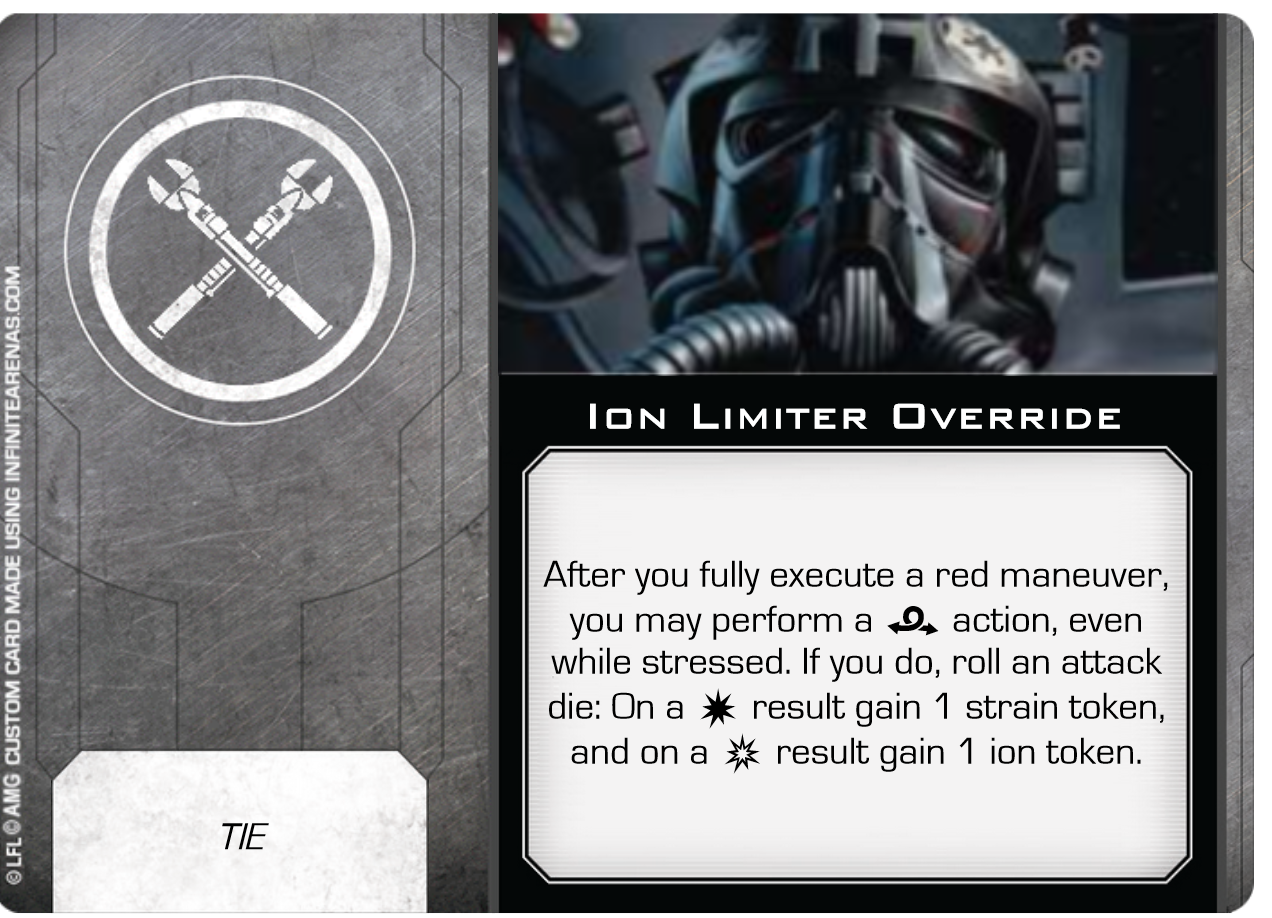 ION LIMITER OVERRIDE
After you fully execute a red maneuver,
you may perform a action, even
while stressed. If you do, roll an attack
die: On a result gain 1 strain token,
and on a result gain 1 ion token.
TIE
© LFL © AMG CUSTOM CARD MADE USING INFINITEARENAS.COM